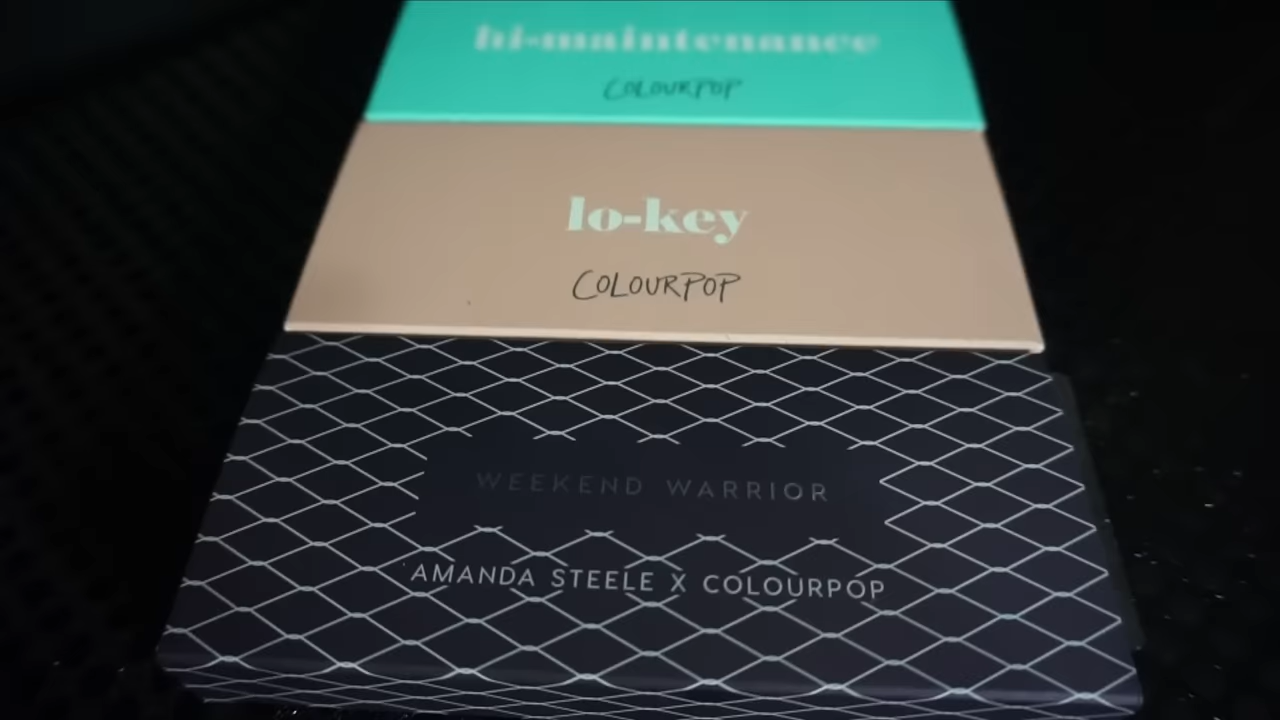 hi-maintenance
COLOURPOP
lo-key
COLOURPOP
WEEKEND WARRIOR
AMANDA STEELE X COLOURPOP